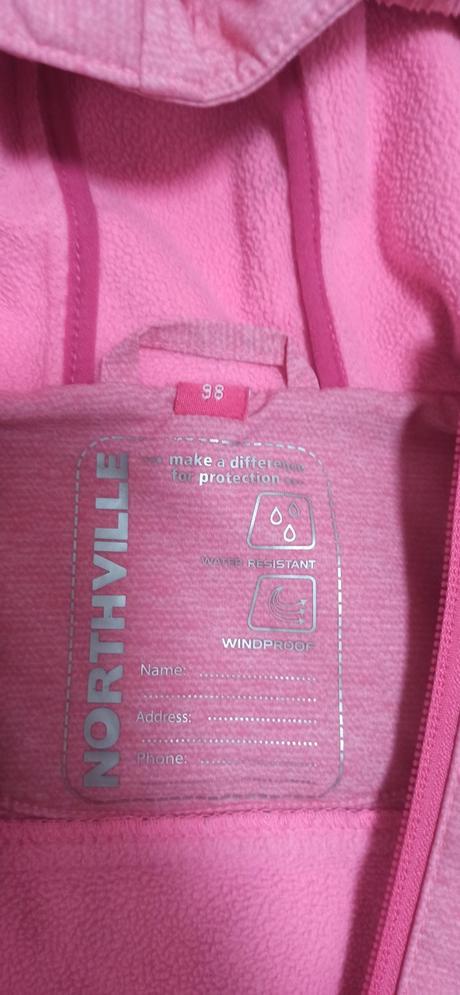 98
NORTHVILLE
make a difference
for protection
WATER RESISTANT
WINDPROOF
Name:
Address:
Phone: